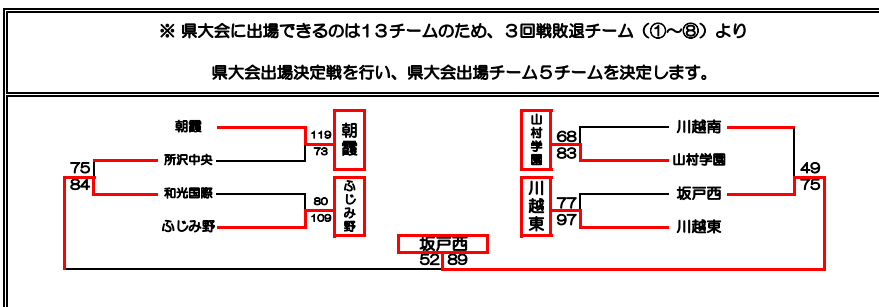 ※ 県大会に出場できるのは１３チームのため、３回戦敗退チーム（①～⑧）より
県大会出場決定戦を行い、県大会出場チーム５チームを決定します。
朝霞
119
73
朝霞
所沢中央
75
84
和光国際
80
109
ふじみ野
ふじみ野
山村学園
68
83
川越南
山村学園
49
75
川越東
77
97
坂戸西
川越東
坂戸西
52 89